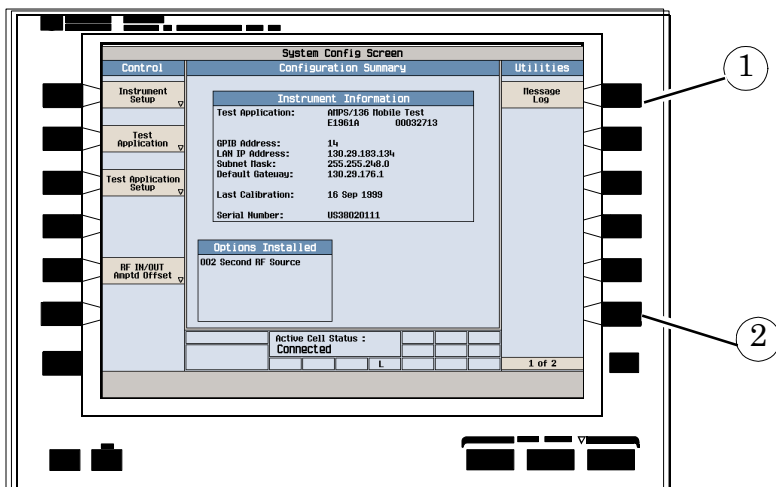 System Config Screen
Control
Configuration Summary
Utilities
Instrument
Setup
Test
Application
Test Application
Setup
RF IN/OUT
Amptd Offset
Instrument Information
Test Application: AMPS/136 Mobile Test
E1961A 00032713
GPIB Address: 14
LAN IP Address: 130.29.183.134
Subnet Mask: 255.255.248.0
Default Gateway: 130.29.176.1
Last Calibration: 16 Sep 1999
Serial Number: US38020111
Options Installed
002 Second RF Source
Message
Log
Active Cell Status :
Connected
L
1 of 2
1
2